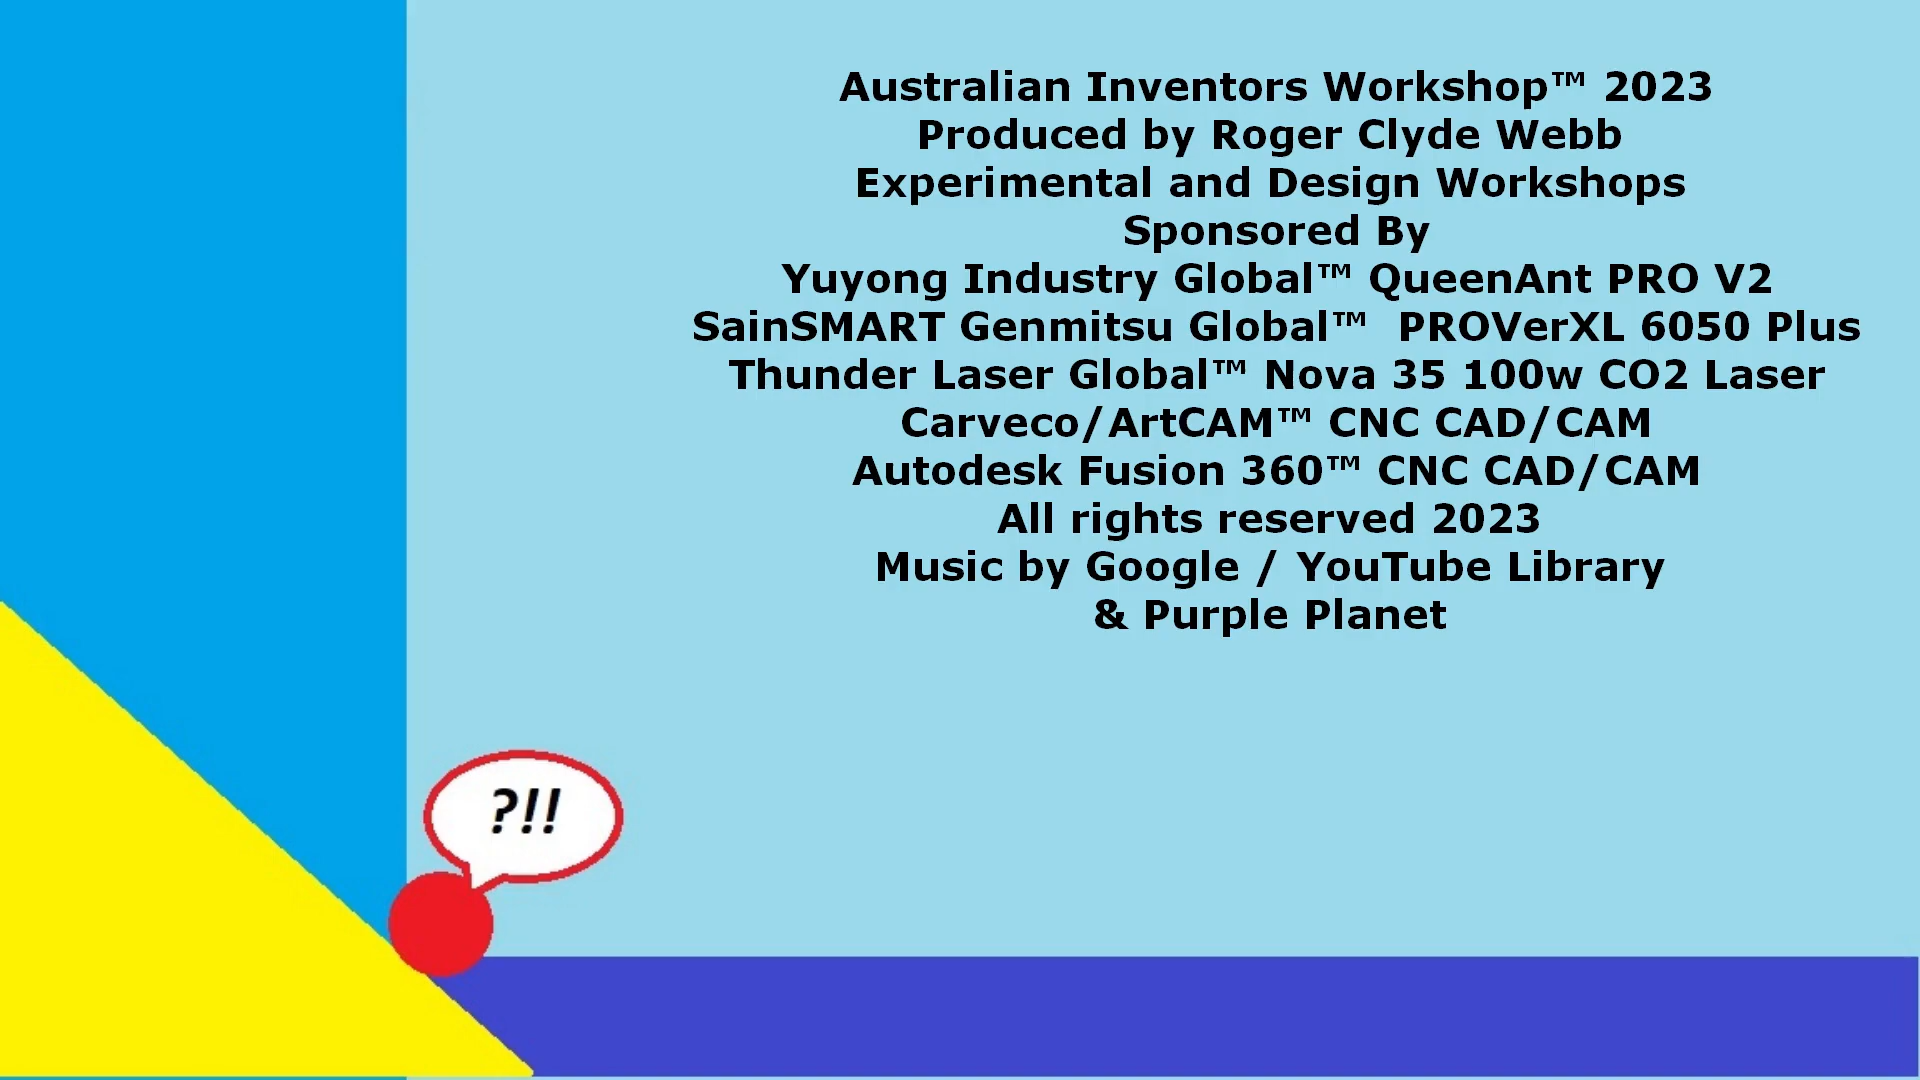 Australian Inventors Workshop™ 2023
Produced by Roger Clyde Webb
Experimental and Design Workshops
Sponsored By
Yuyong Industry Global™ QueenAnt PRO V2
SainSMART Genmitsu Global™  PROVerXL 6050 Plus
Thunder Laser Global™ Nova 35 100w CO2 Laser
Carveco/ArtCAM™ CNC CAD/CAM
Autodesk Fusion 360™ CNC CAD/CAM
All rights reserved 2023
Music by Google / YouTube Library
& Purple Planet
?!!